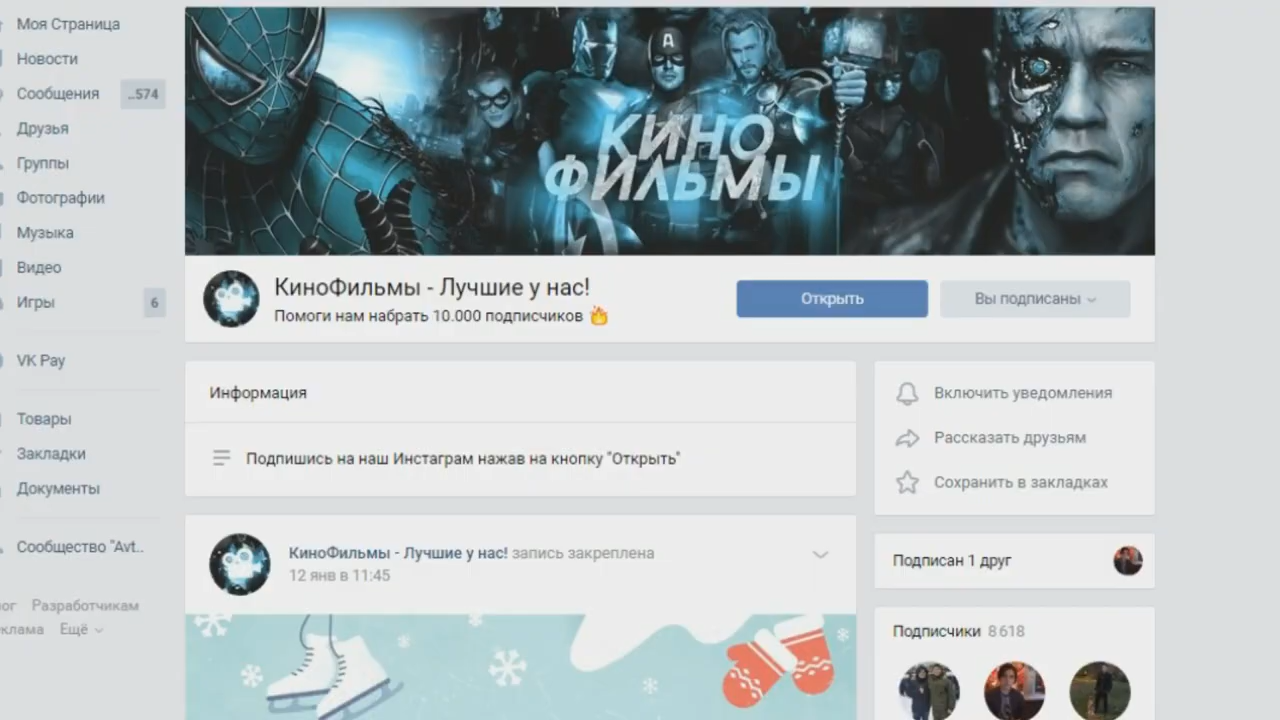 Моя Страница
Новости
Сообщения ..574
Друзья
Группы
Фотографии
Музыка
Видео
Игры 6
VK Pay
Товары
Закладки
Документы
Сообщество "Avt..
Разработчикам
Ещё
A
КИНО
ФИЛЬМЫ
КиноФильмы - Лучшие у нас!
Помоги нам набрать 10.000 подписчиков
Открыть
Вы подписаны
Информация
Подпишись на наш Инстаграм нажав на кнопку "Открыть"
КиноФильмы - Лучшие у нас! запись закреплена
12 янв в 11:45
Включить уведомления
Рассказать друзьям
Сохранить в закладках
Подписан 1 друг
Подписчики 8 618